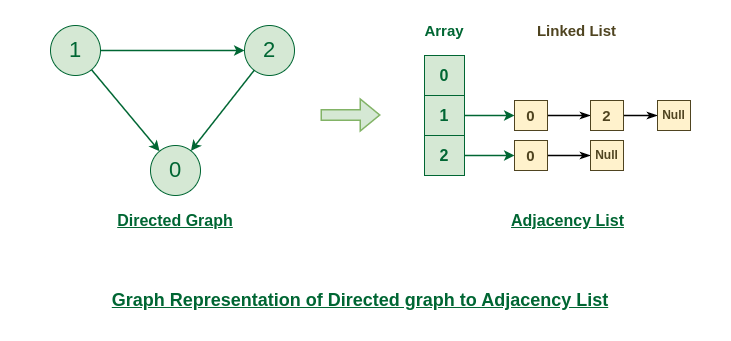 1
2
0
Directed Graph
Array
Linked List
0
1 0 2 Null
2 0 Null
Adjacency List
Graph Representation of Directed graph to Adjacency List